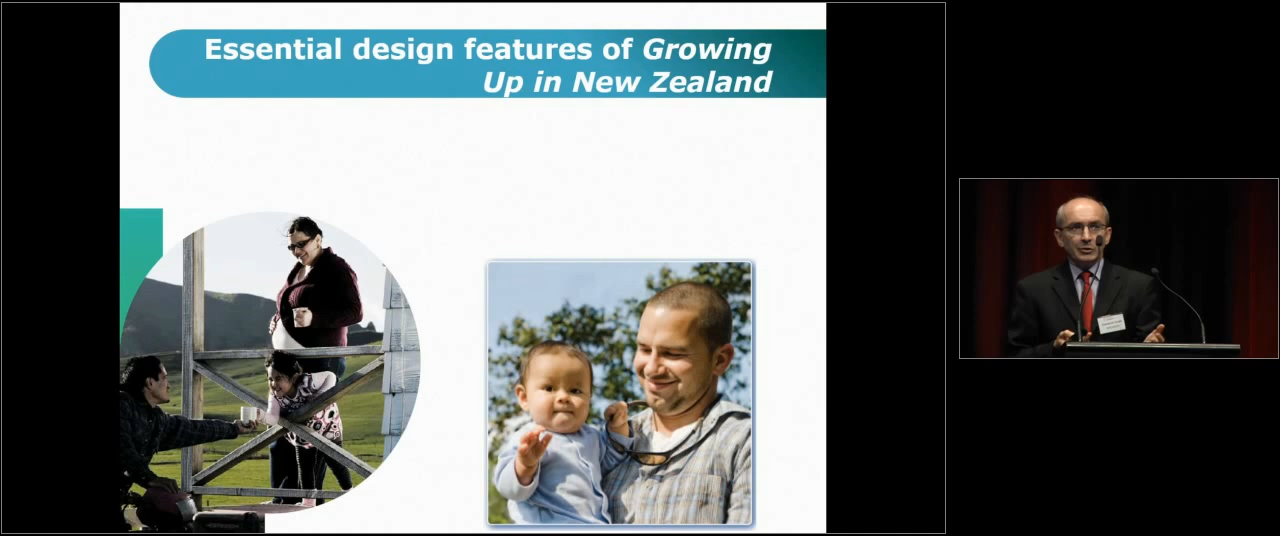 Essential design features of Growing
Up in New Zealand